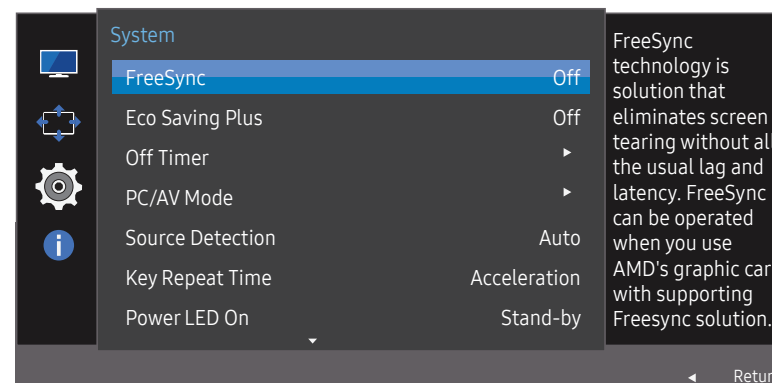 System
FreeSync Off
Eco Saving Plus Off
Off Timer
PC/AV Mode
Source Detection Auto
Key Repeat Time Acceleration
Power LED On Stand-by
FreeSync
technology is
solution that
eliminates screen
tearing without all
the usual lag and
latency. FreeSync
can be operated
when you use
AMD's graphic car
with supporting
Freesync solution.
Retur